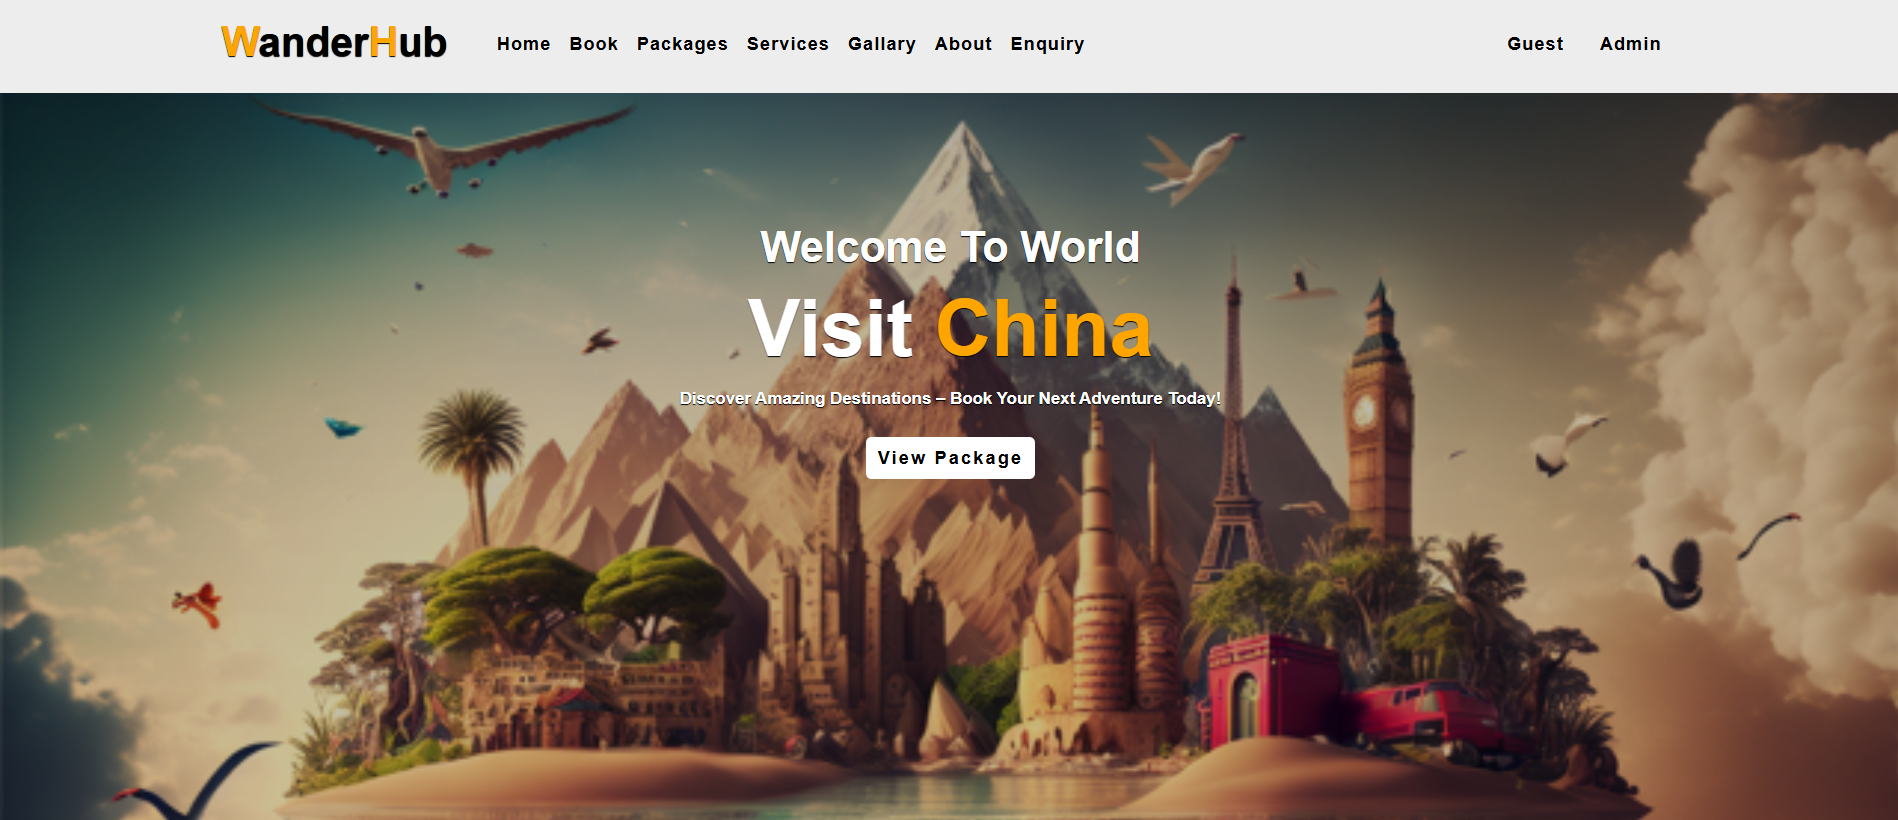 WanderHub Home Book Packages Services Gallary About Enquiry Guest Admin
Welcome To World
Visit China
Discover Amazing Destinations – Book Your Next Adventure Today!
View Package